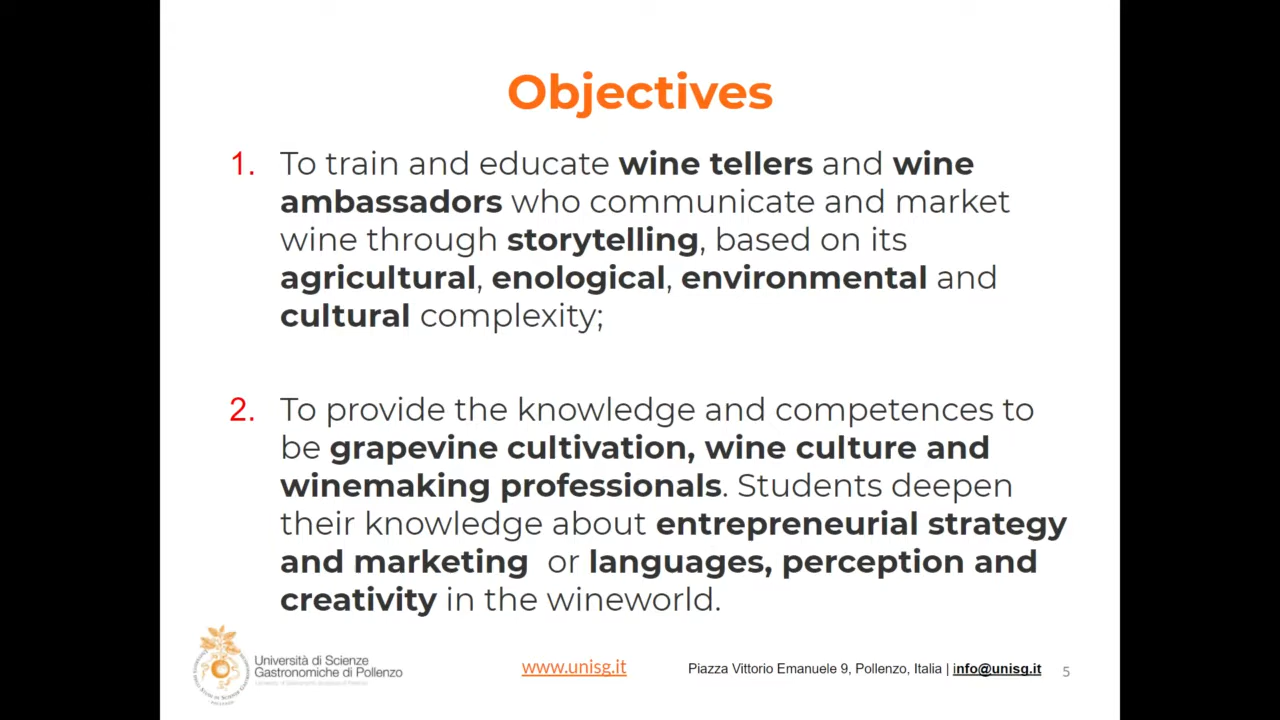 Objectives
1. To train and educate wine tellers and wine
ambassadors who communicate and market
wine through storytelling, based on its
agricultural, enological, environmental and
cultural complexity;
2. To provide the knowledge and competences to
be grapevine cultivation, wine culture and
winemaking professionals. Students deepen
their knowledge about entrepreneurial strategy
and marketing or languages, perception and
creativity in the wineworld.
Università di Scienze
Gastronomiche di Pollenzo
www.unisg.it
Piazza Vittorio Emanuele 9, Pollenzo, Italia | info@unisg.it
5